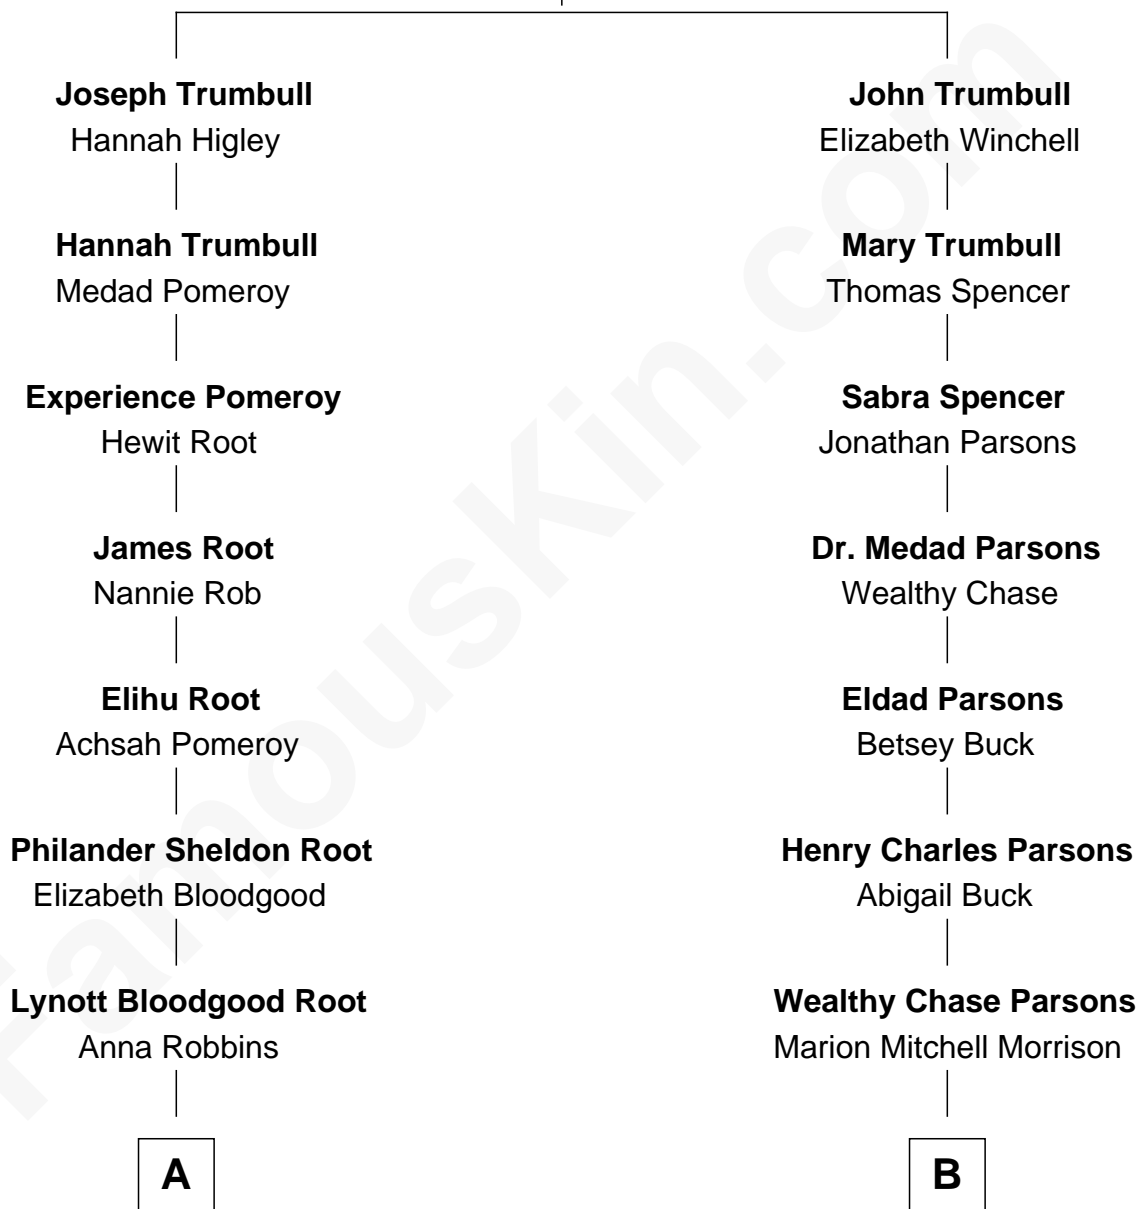 Joseph Trumbull
Hannah Higley
John Trumbull
Elizabeth Winchell
Hannah Trumbull
Medad Pomeroy
Mary Trumbull
Thomas Spencer
Experience Pomeroy
Hewit Root
Sabra Spencer
Jonathan Parsons
James Root
Nannie Rob
Dr. Medad Parsons
Wealthy Chase
Elihu Root
Achsah Pomeroy
Eldad Parsons
Betsey Buck
Philander Sheldon Root
Elizabeth Bloodgood
Henry Charles Parsons
Abigail Buck
Lynott Bloodgood Root
Anna Robbins
Wealthy Chase Parsons
Marion Mitchell Morrison
A
B
FamousKin.com